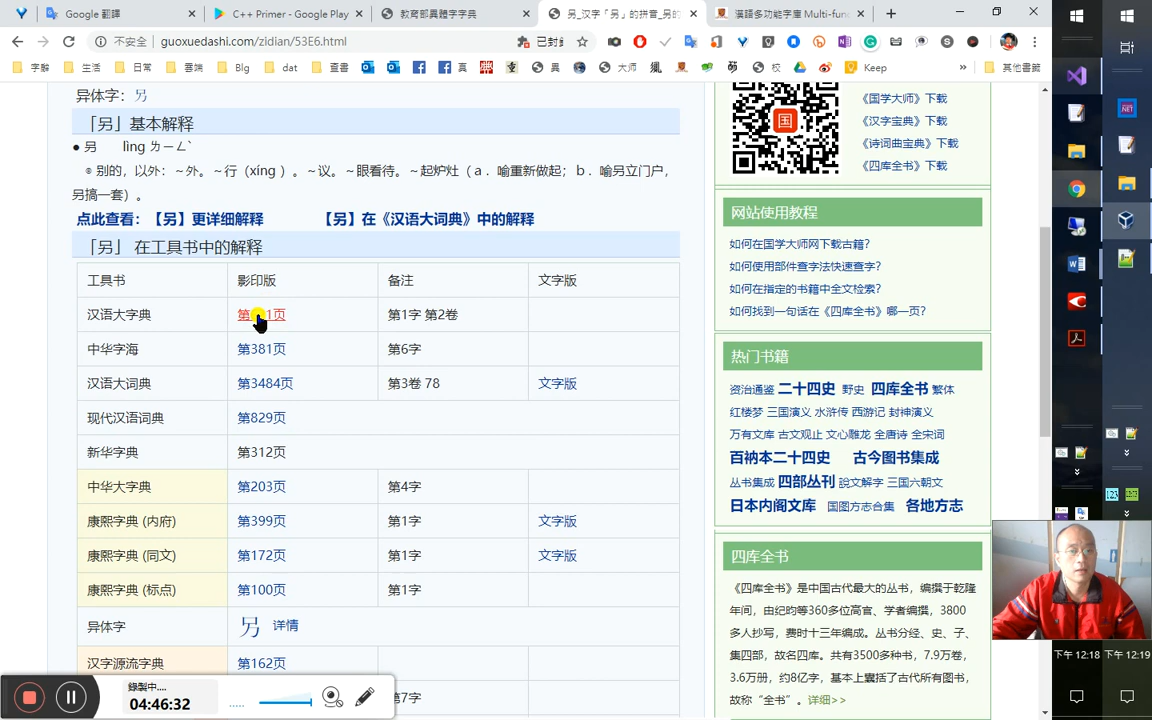 Google 翻譯
C++ Primer - Google Play
教育部異體字字典
另_汉字「另」的拼音_另的
漢語多功能字庫 Multi-func
不安全 guoxuedashi.com/zidian/53E6.html
已封
字辭 生活 日常 雲端 Blg dat 查書 真 異 大师 权 Keep » 其他書籤
异体字：叧
「另」基本解释
● 另 lìng ㄌㄧㄥˋ
别的，以外：～外。～行（xíng ）。～议。～眼看待。～起炉灶（a．喻重新做起；b．喻另立门户，
另搞一套）。
点此查看：【另】更详细解释 【另】在《汉语大词典》中的解释
「另」 在工具书中的解释
工具书 影印版 备注 文字版
汉语大字典 第 1页 第1字 第2卷
中华字海 第381页 第6字
汉语大词典 第3484页 第3卷 78 文字版
现代汉语词典 第829页
新华字典 第312页
中华大字典 第203页 第4字
康熙字典 (内府) 第399页 第1字 文字版
康熙字典 (同文) 第172页 第1字 文字版
康熙字典 (标点) 第100页 第1字
异体字 叧 详情
汉字源流字典 第162页
第7字
《国学大师》下载
《汉字宝典》下载
《诗词曲宝典》下载
《四库全书》下载
国
网站使用教程
如何在国学大师网下载古籍?
如何使用部件查字法快速查字?
如何在指定的书籍中全文检索?
如何找到一句话在《四库全书》哪一页?
热门书籍
资治通鉴 二十四史 野史 四库全书 繁体
红楼梦 三国演义 水浒传 西游记 封神演义
万有文库 古文观止 文心雕龙 全唐诗 全宋词
百衲本二十四史 古今图书集成
丛书集成 四部丛刊 說文解字 三国六朝文
日本内阁文库 国图方志合集 各地方志
四库全书
《四库全书》是中国古代最大的丛书，编撰于乾隆
年间，由纪昀等360多位高官、学者编撰，3800
多人抄写，费时十三年编成。丛书分经、史、子、
集四部，故名四库。共有3500多种书，7.9万卷，
3.6万册，约8亿字，基本上囊括了古代所有图书，
故称“全书”。详细>>
錄製中....
04:46:32
下午 12:18 下午 12:19